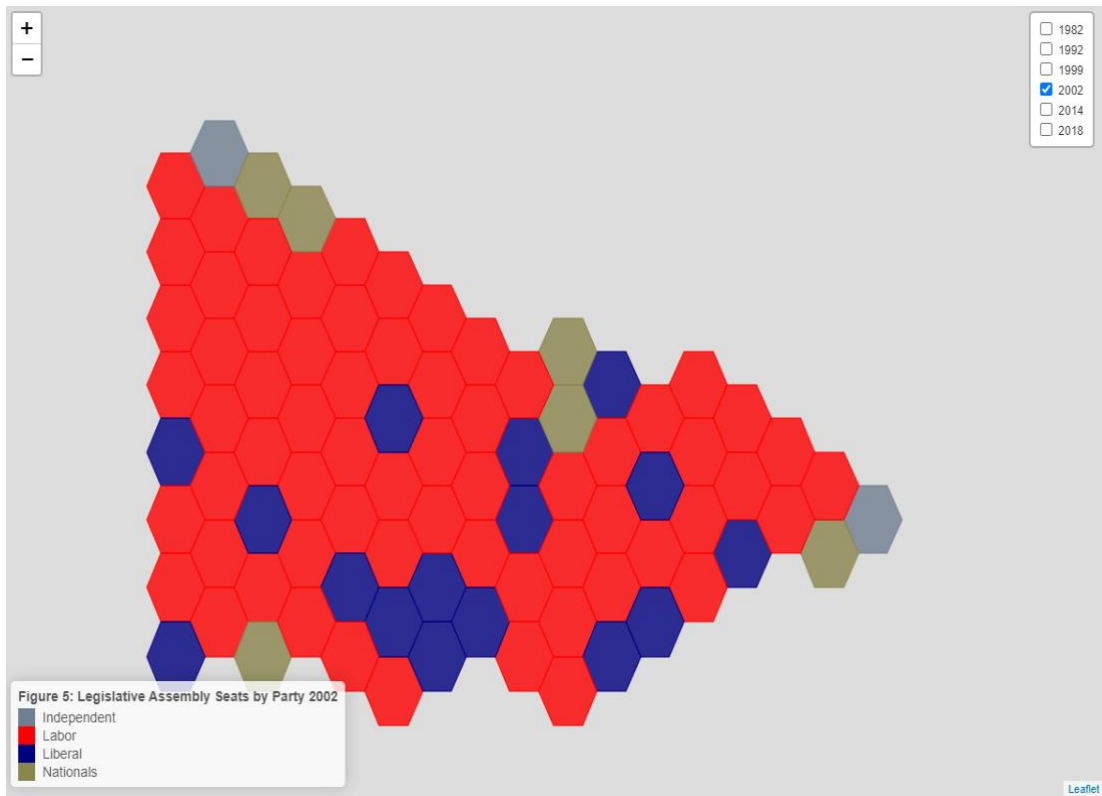 +
−
1982
1992
1999
2002
2014
2018
Figure 5: Legislative Assembly Seats by Party 2002
Independent
Labor
Liberal
Nationals
Leaflet